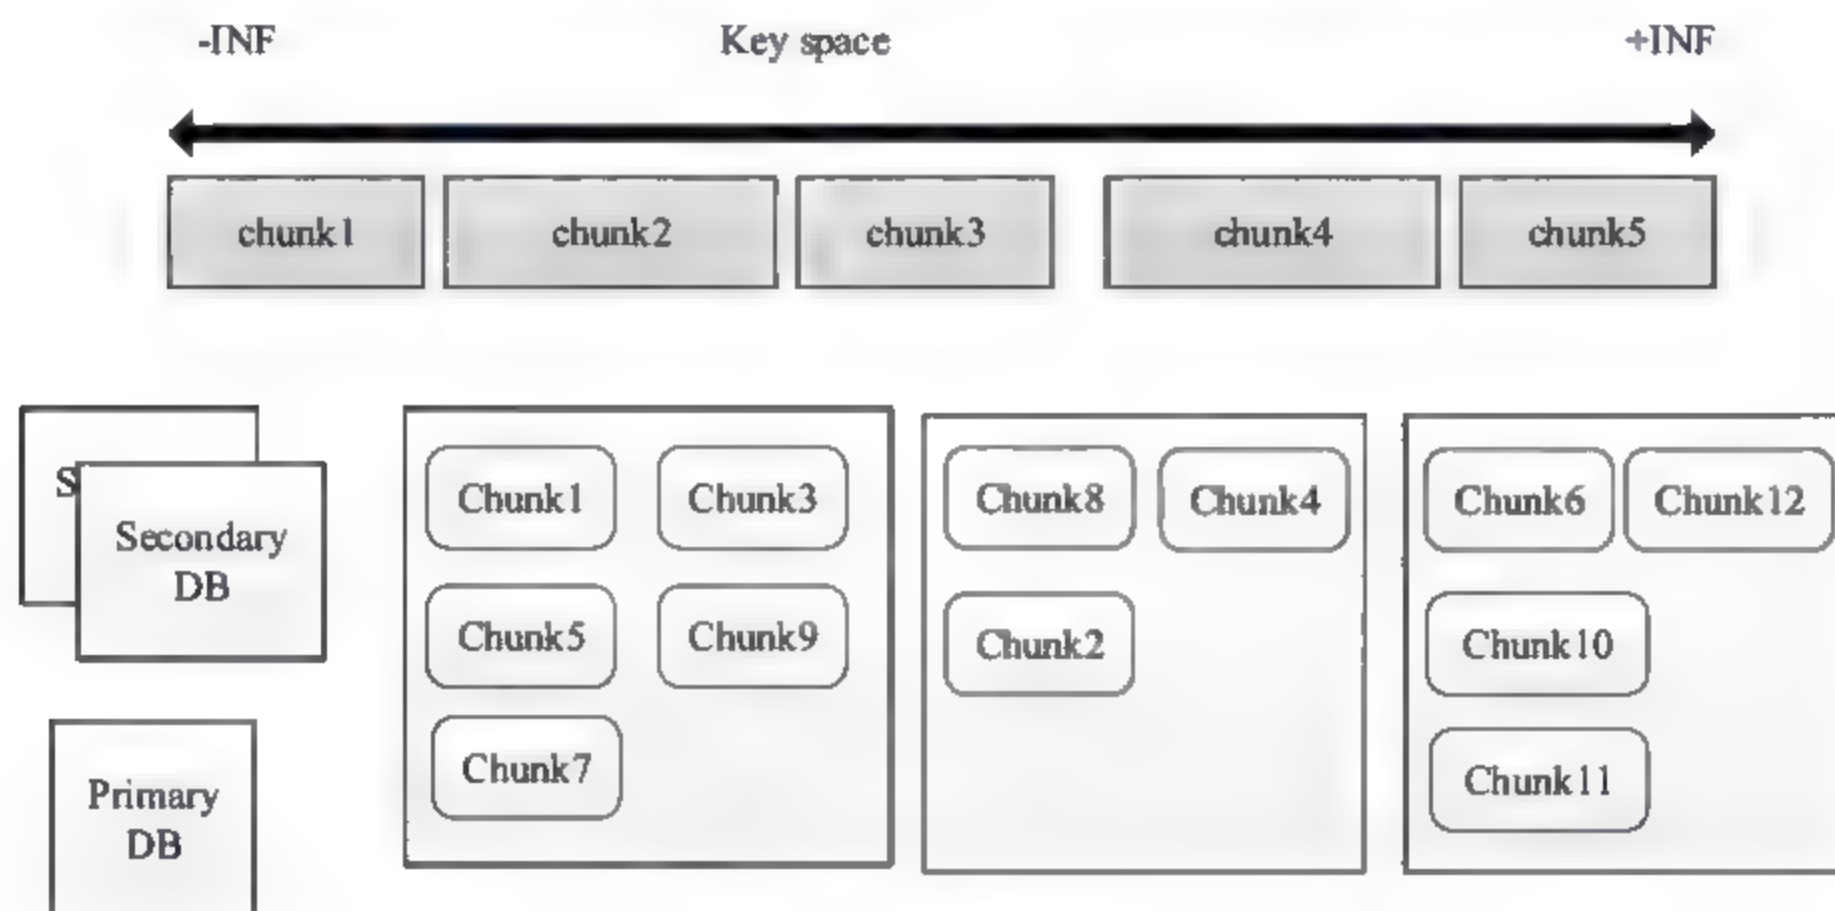 -INF Key space +INF
chunk1 chunk2 chunk3 chunk4 chunk5
S
Secondary
DB
Primary
DB
Chunk1 Chunk3
Chunk5 Chunk9
Chunk7
Chunk8 Chunk4
Chunk2
Chunk6 Chunk12
Chunk10
Chunk11